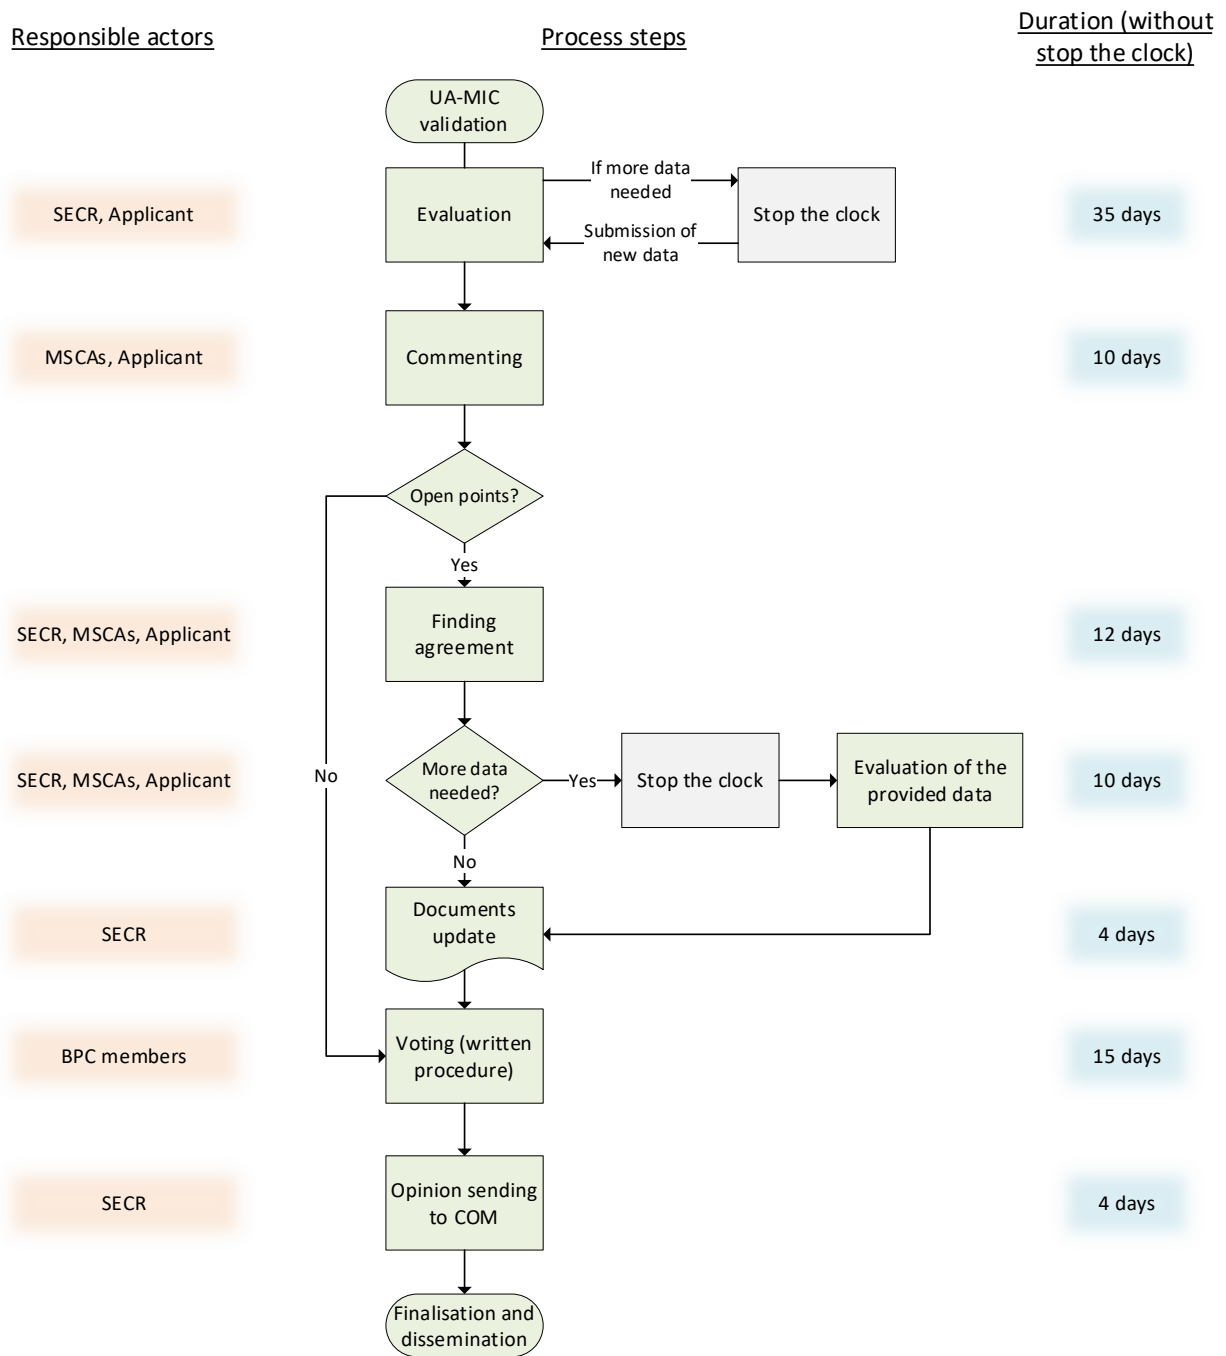 Responsible actors
Process steps
Duration (without
stop the clock)
UA-MIC
validation
SECR, Applicant
Evaluation
If more data
needed
Submission of
new data
Stop the clock
35 days
MSCAs, Applicant
Commenting
10 days
Open points?
Yes
No
SECR, MSCAs, Applicant
Finding
agreement
12 days
SECR, MSCAs, Applicant
More data
needed?
Yes
Stop the clock
Evaluation of the
provided data
10 days
No
SECR
Documents
update
4 days
BPC members
Voting (written
procedure)
15 days
SECR
Opinion sending
to COM
4 days
Finalisation and
dissemination